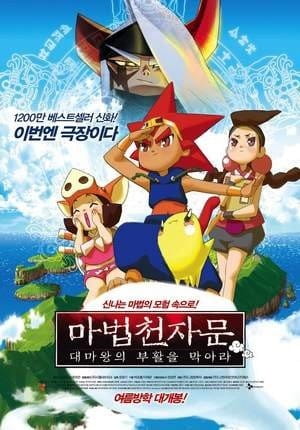 1200만 베스트셀러 신화!
이번엔 극장이다
신나는 마법의 모험 속으로!
마법천자문
대마왕의 부활을 막아라
여름방학 대개봉!